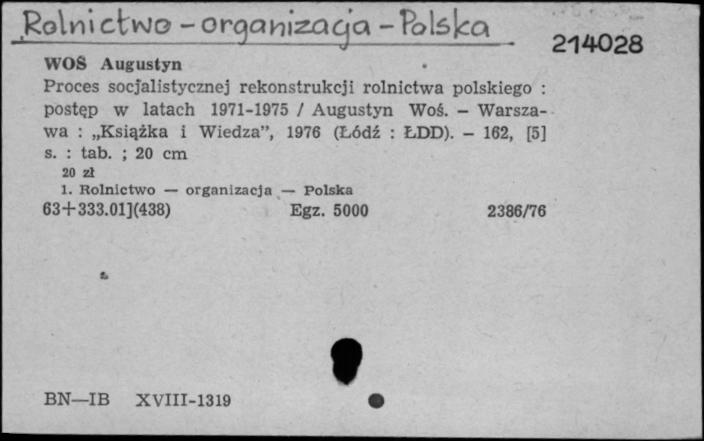 Rolnictwo - organizacja - Polska
214028
WOŚ Augustyn
Proces socjalistycznej rekonstrukcji rolnictwa polskiego :
postęp w latach 1971-1975 / Augustyn Woś. – Warsza-
wa : „Książka i Wiedza”, 1976 (Łódź : ŁDD). – 162, [5]
s. : tab. ; 20 cm
20 zł
1. Rolnictwo — organizacja — Polska
63+333.01](438) Egz. 5000 2386/76
BN—IB XVIII-1319